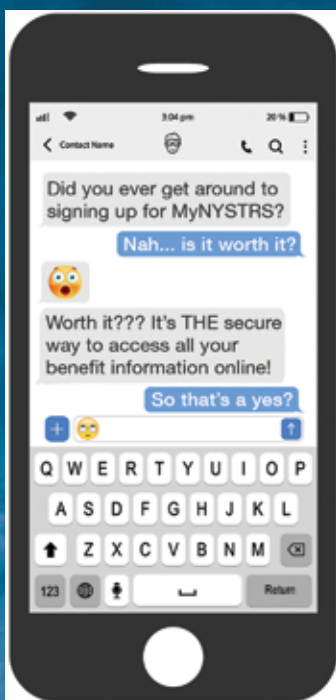 3:04 pm
20%
Contact Name
Did you ever get around to
signing up for MyNYSTRS?
Nah... is it worth it?
Worth it??? It's THE secure
way to access all your
benefit information online!
So that's a yes?
Q W E R T Y U I O P
A S D F G H J K L
Z X C V B N M
123
Return